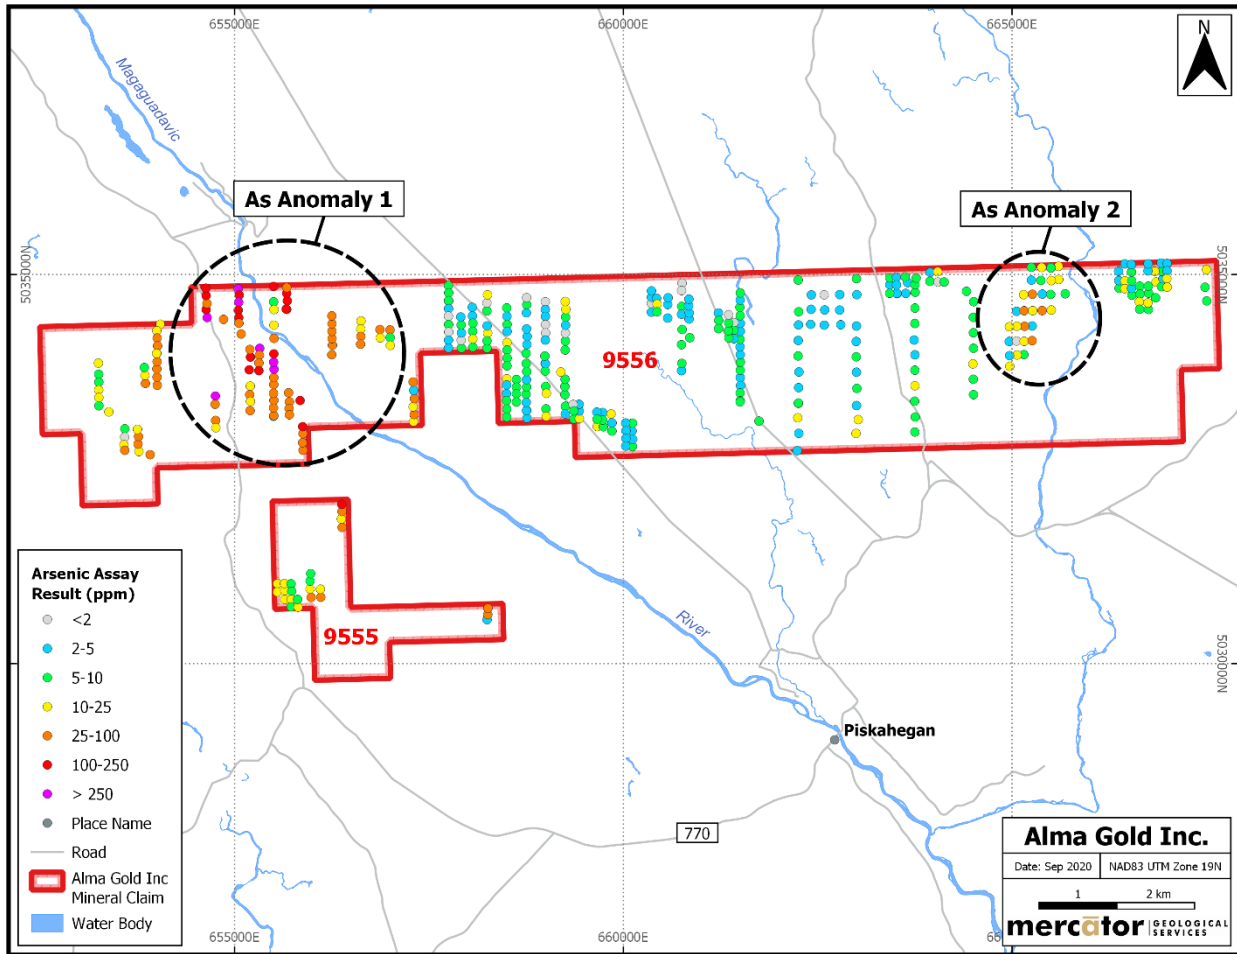 655000E
660000E
665000E
N
Magaguadavic
As Anomaly 1
As Anomaly 2
5035000N
5035000N
9556
Arsenic Assay
Result (ppm)
<2
2-5
5-10
10-25
25-100
100-250
> 250
Place Name
Road
Alma Gold Inc
Mineral Claim
Water Body
9555
River
5030000N
Piskahegan
770
Alma Gold Inc.
Date: Sep 2020
NAD83 UTM Zone 19N
1
2 km
mercător
GEOLOGICAL
SERVICES
655000E
660000E